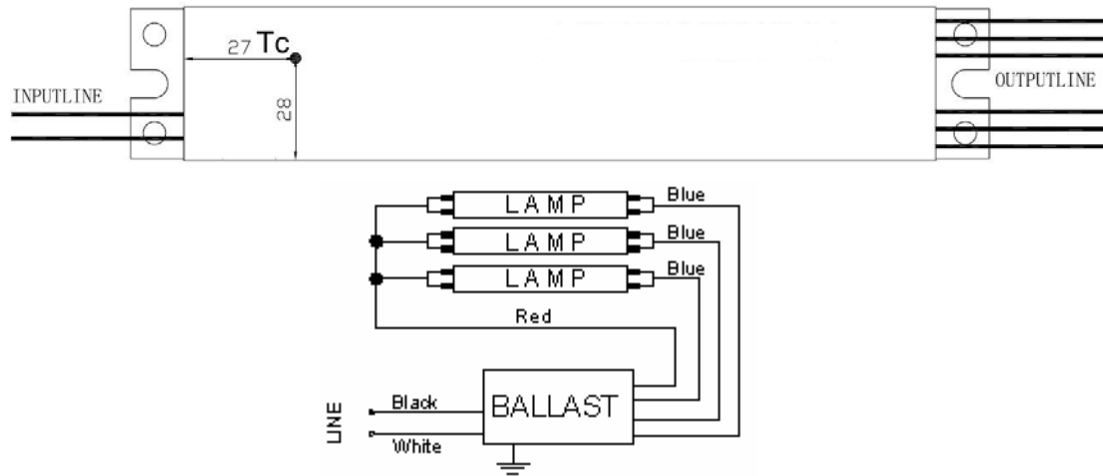 27 Tc
28
INPUTLINE
OUTPUTLINE
LAMP Blue
LAMP Blue
LAMP Blue
Red
LINE
Black
White
BALLAST